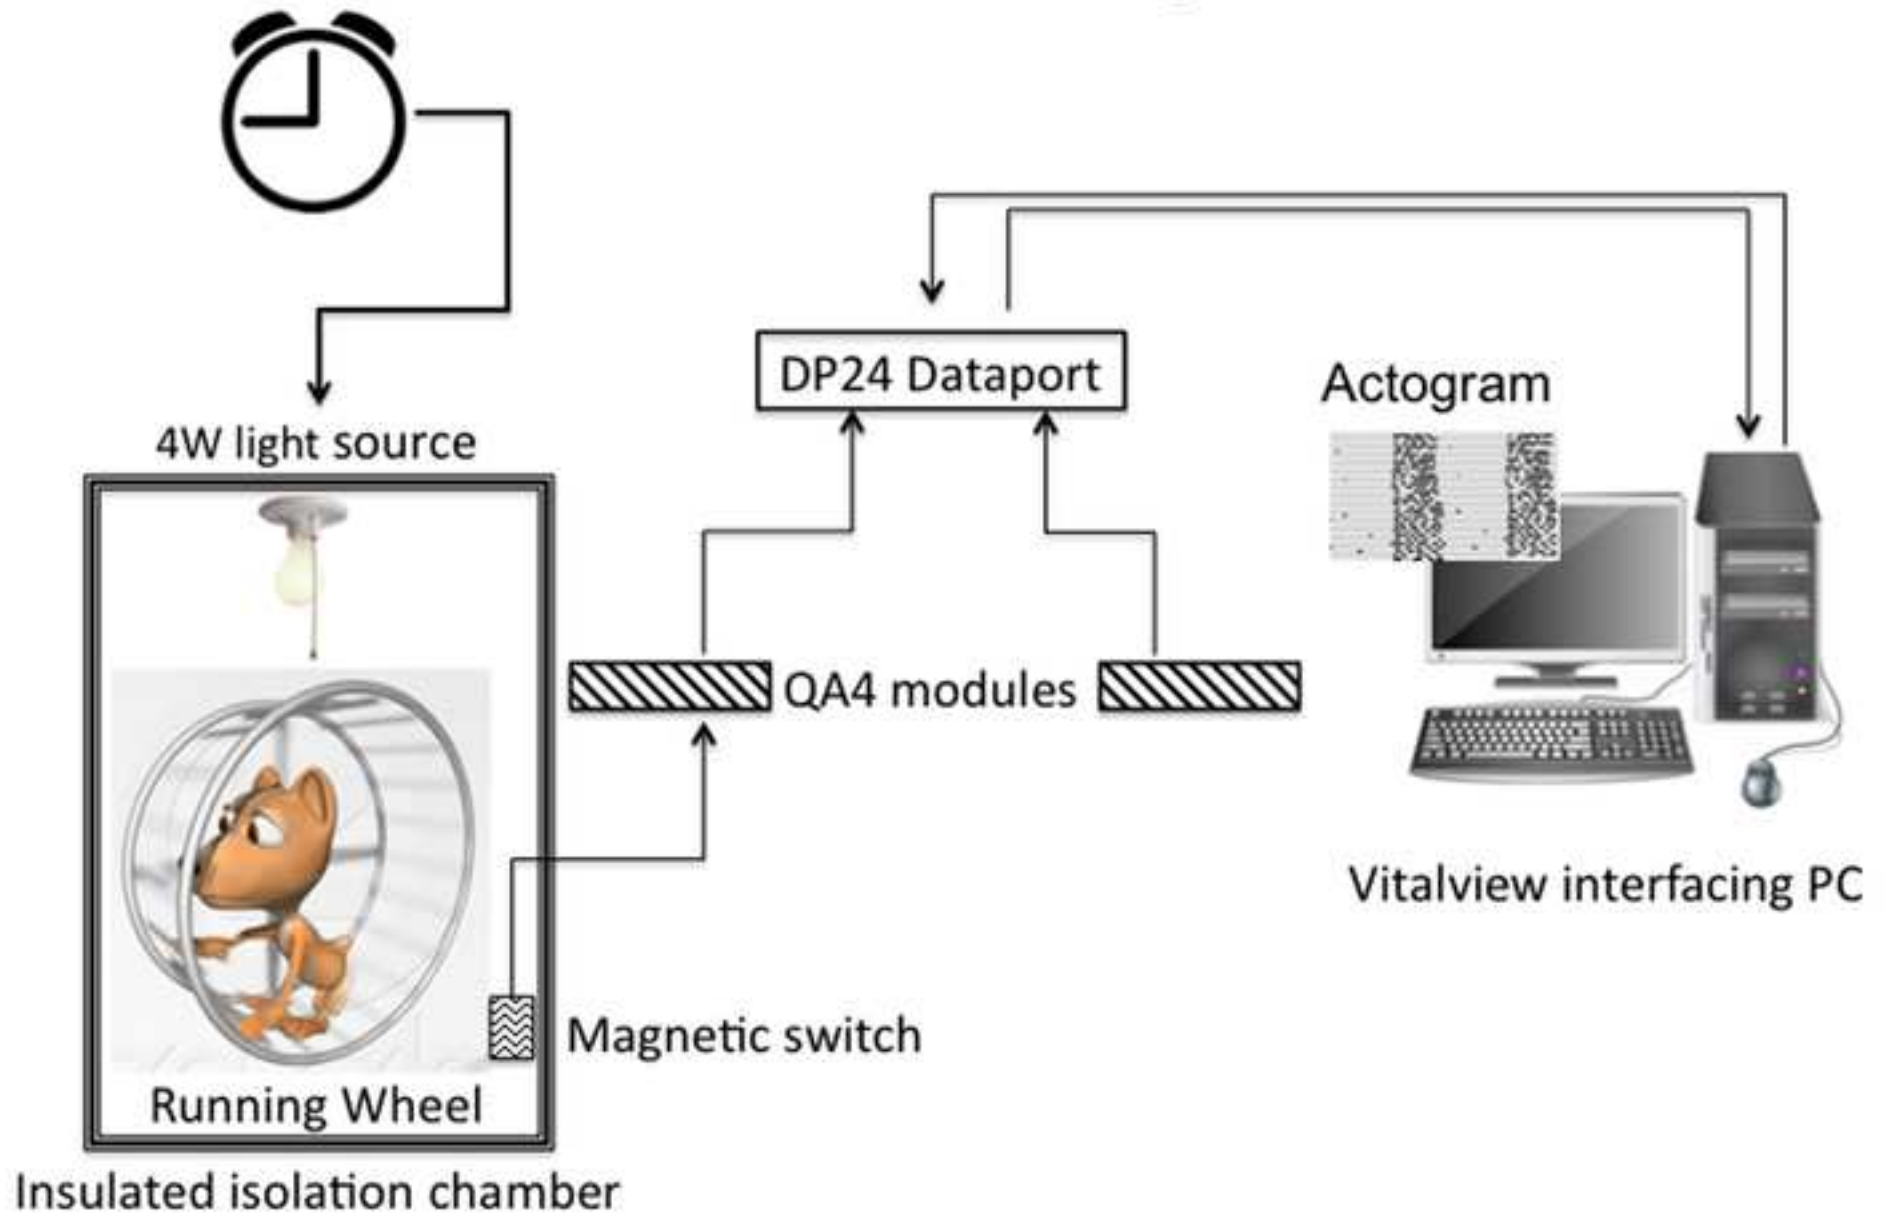 DP24 Dataport
Actogram
4W light source
QA4 modules
Vitalview interfacing PC
Magnetic switch
Running Wheel
Insulated isolation chamber